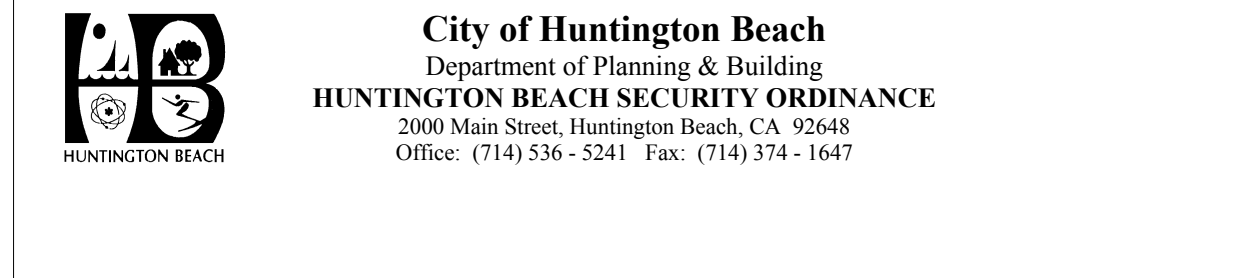 City of Huntington Beach
Department of Planning & Building
HUNTINGTON BEACH SECURITY ORDINANCE
2000 Main Street, Huntington Beach, CA 92648
Office: (714) 536 - 5241 Fax: (714) 374 - 1647
HB
HUNTINGTON BEACH